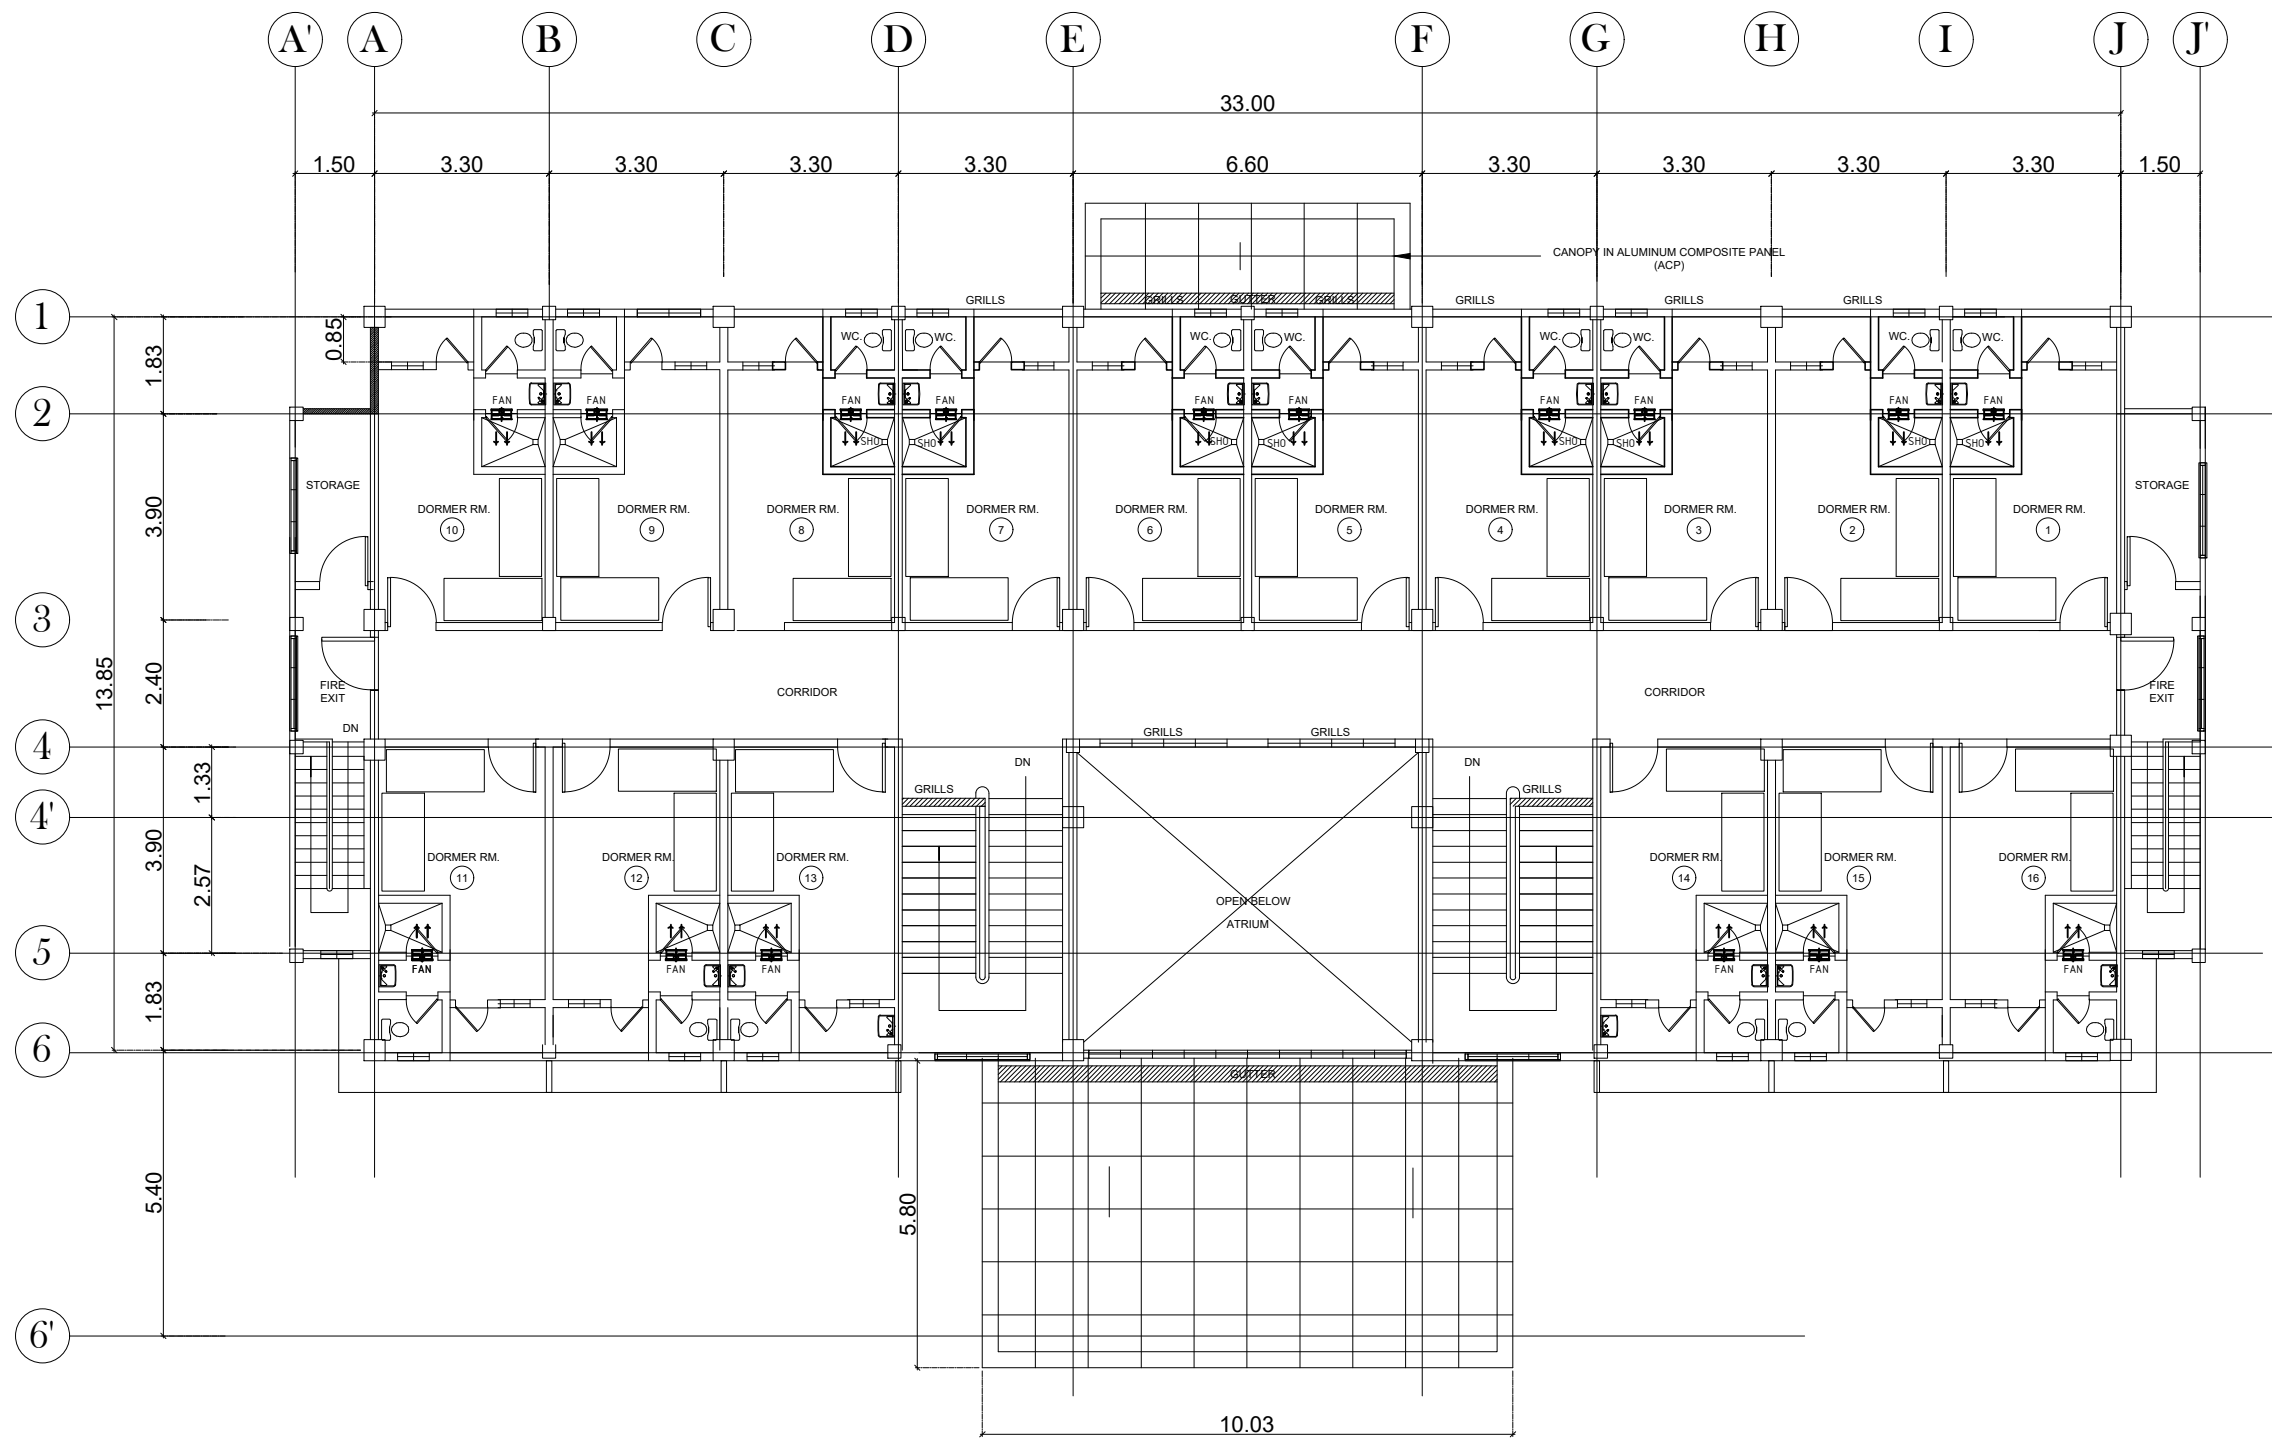 A' A B C D E F G H I J J'
33.00
1.50 3.30 3.30 3.30 3.30 6.60 3.30 3.30 3.30 3.30 1.50
CANOPY IN ALUMINUM COMPOSITE PANEL
(ACP)
GRILLS GRILLS GUTTER GRILLS GRILLS GRILLS GRILLS
1
0.85
WC. WC. WC. WC. WC. WC. WC. WC.
1.83
FAN FAN FAN FAN FAN FAN FAN FAN FAN FAN
2
SHO SHO SHO SHO SHO SHO SHO SHO
STORAGE STORAGE
3.90
DORMER RM. DORMER RM. DORMER RM. DORMER RM. DORMER RM. DORMER RM. DORMER RM. DORMER RM. DORMER RM. DORMER RM.
10 9 8 7 6 5 4 3 2 1
3
13.85
2.40
FIRE
EXIT
CORRIDOR CORRIDOR
FIRE
EXIT
DN
GRILLS GRILLS
4
DN DN
1.33
GRILLS GRILLS
4'
3.90
DORMER RM. DORMER RM. DORMER RM. DORMER RM. DORMER RM. DORMER RM.
11 12 13 14 15 16
2.57
OPEN BELOW
ATRIUM
5
FAN FAN FAN FAN FAN FAN
1.83
6
GUTTER
5.40
5.80
6'
10.03